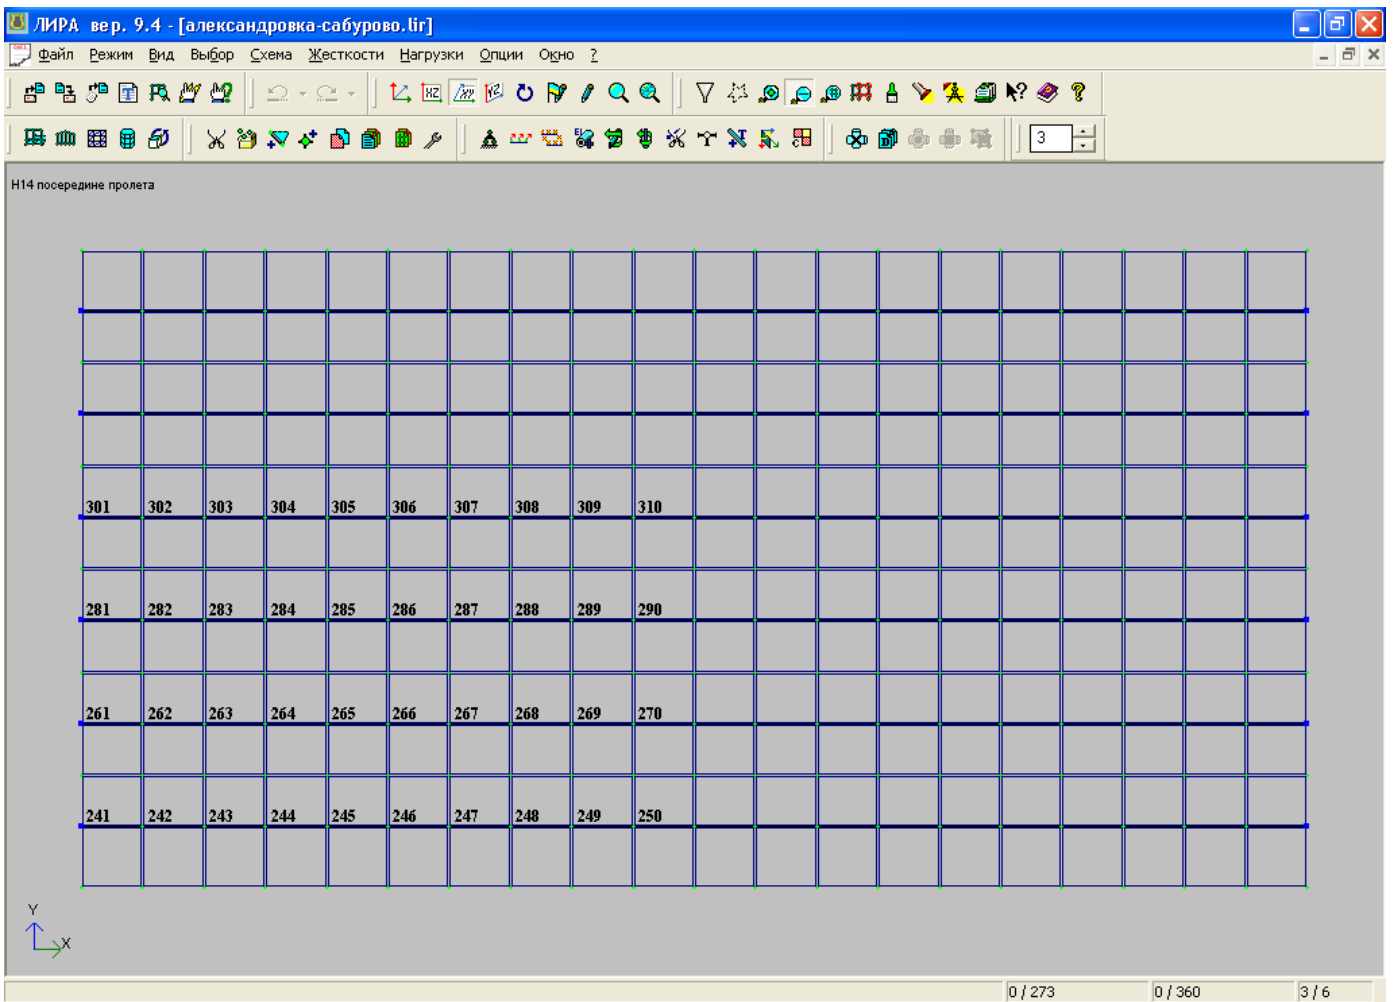 ЛИРА вер. 9.4 - [александровка-сабурово.lir]
Файл Режим Вид Выбор Схема Жесткости Нагрузки Опции Окно ?
3
Н14 посередине пролета
301 302 303 304 305 306 307 308 309 310
281 282 283 284 285 286 287 288 289 290
261 262 263 264 265 266 267 268 269 270
241 242 243 244 245 246 247 248 249 250
Y
X
0 / 273 0 / 360 3 / 6